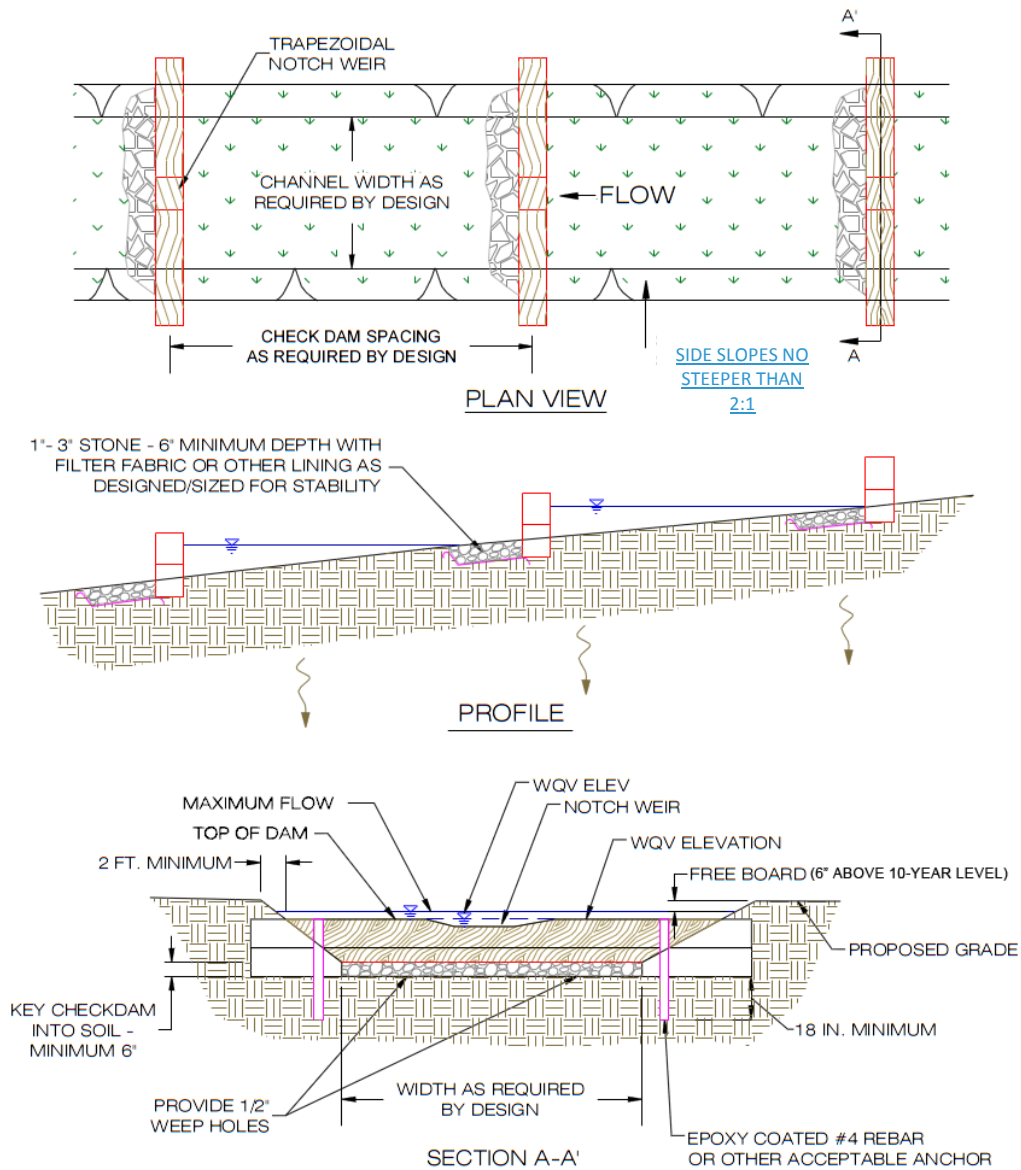 A'
TRAPEZOIDAL
NOTCH WEIR
CHANNEL WIDTH AS
REQUIRED BY DESIGN
FLOW
CHECK DAM SPACING
AS REQUIRED BY DESIGN
A
SIDE SLOPES NO
STEEPER THAN
2:1
PLAN VIEW
1"- 3" STONE - 6" MINIMUM DEPTH WITH
FILTER FABRIC OR OTHER LINING AS
DESIGNED/SIZED FOR STABILITY
PROFILE
WQV ELEV
MAXIMUM FLOW
NOTCH WEIR
TOP OF DAM
WQV ELEVATION
2 FT. MINIMUM
FREE BOARD (6" ABOVE 10-YEAR LEVEL)
PROPOSED GRADE
KEY CHECKDAM
INTO SOIL -
MINIMUM 6"
18 IN. MINIMUM
WIDTH AS REQUIRED
BY DESIGN
PROVIDE 1/2"
WEEP HOLES
EPOXY COATED #4 REBAR
OR OTHER ACCEPTABLE ANCHOR
SECTION A-A'